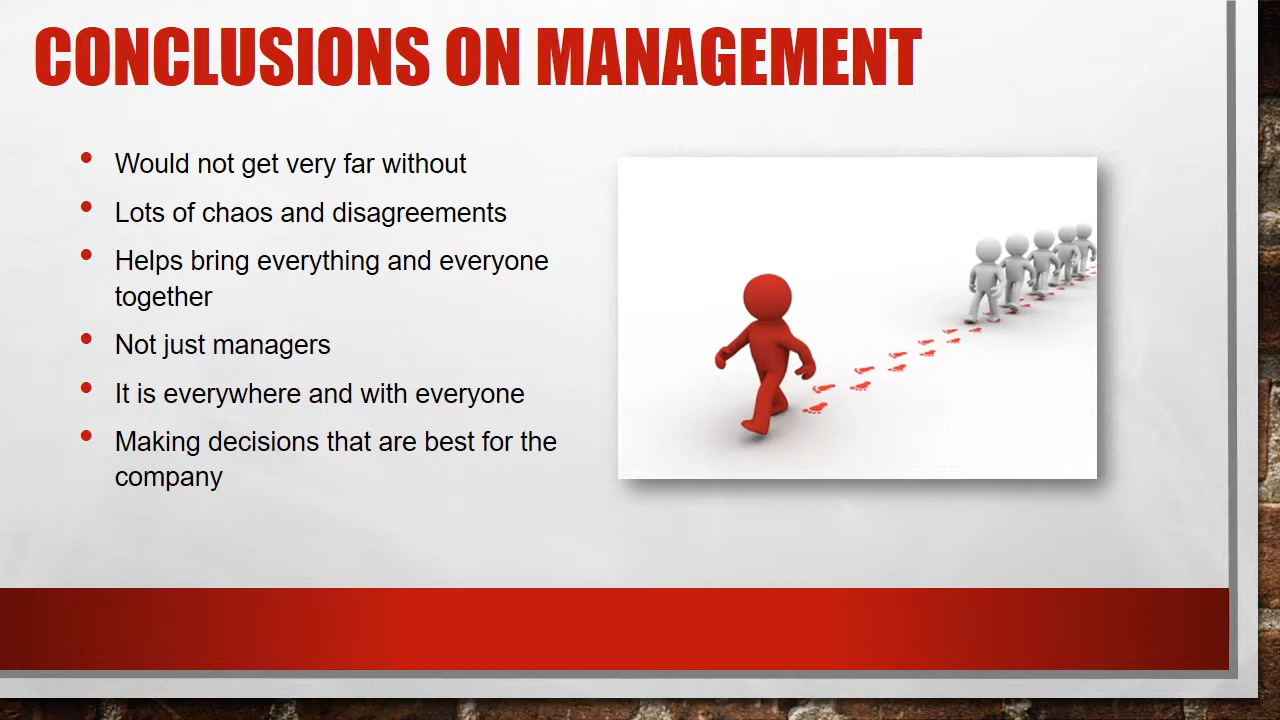 CONCLUSIONS ON MANAGEMENT
Would not get very far without
Lots of chaos and disagreements
Helps bring everything and everyone
together
Not just managers
It is everywhere and with everyone
Making decisions that are best for the
company